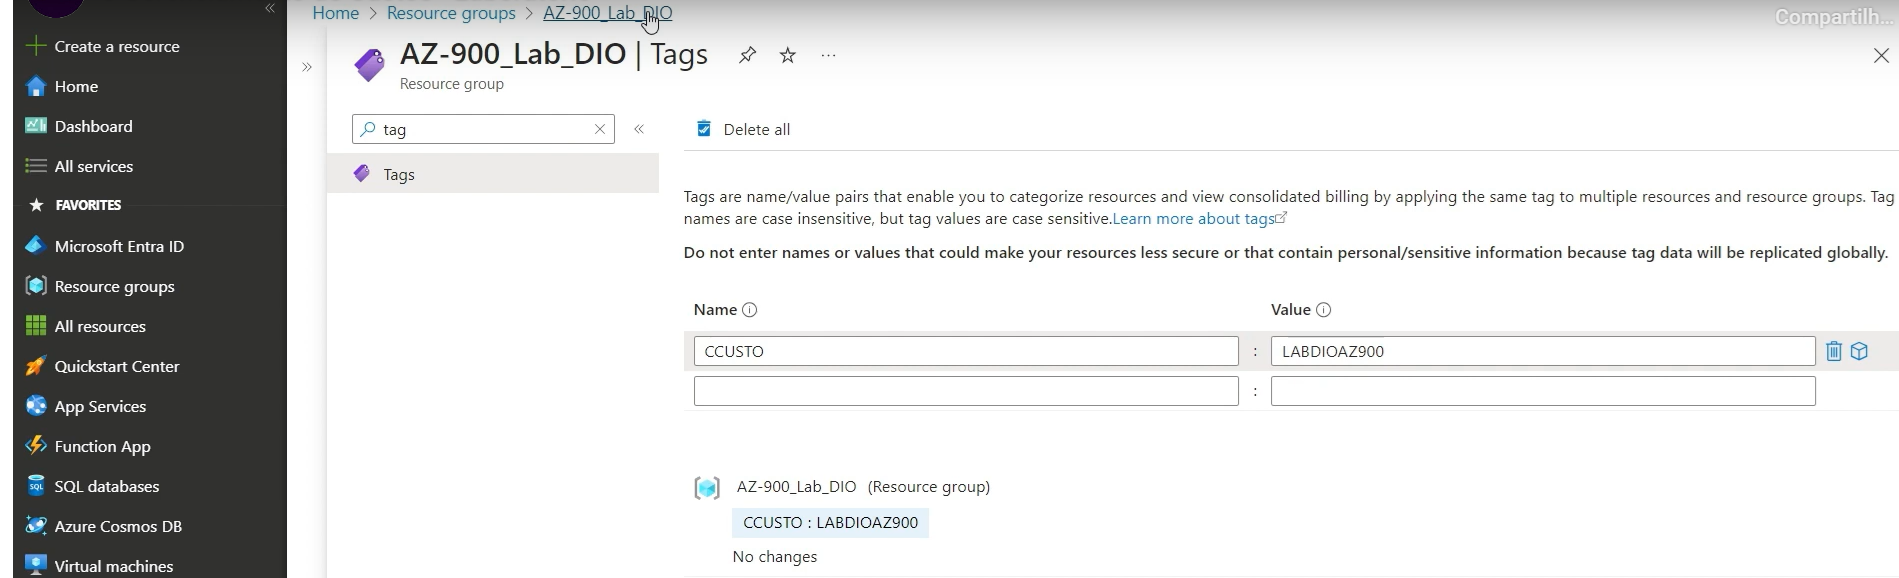 Home > Resource groups > AZ-900_Lab_DIO
Compartilh...
Create a resource
Home
Dashboard
All services
FAVORITES
Microsoft Entra ID
Resource groups
All resources
Quickstart Center
App Services
Function App
SQL databases
Azure Cosmos DB
Virtual machines
AZ-900_Lab_DIO | Tags
Resource group
tag
Tags
Delete all
Tags are name/value pairs that enable you to categorize resources and view consolidated billing by applying the same tag to multiple resources and resource groups. Tag
names are case insensitive, but tag values are case sensitive.Learn more about tags
Do not enter names or values that could make your resources less secure or that contain personal/sensitive information because tag data will be replicated globally.
Name Value
CCUSTO : LABDIOAZ900
:
AZ-900_Lab_DIO (Resource group)
CCUSTO : LABDIOAZ900
No changes
SQL